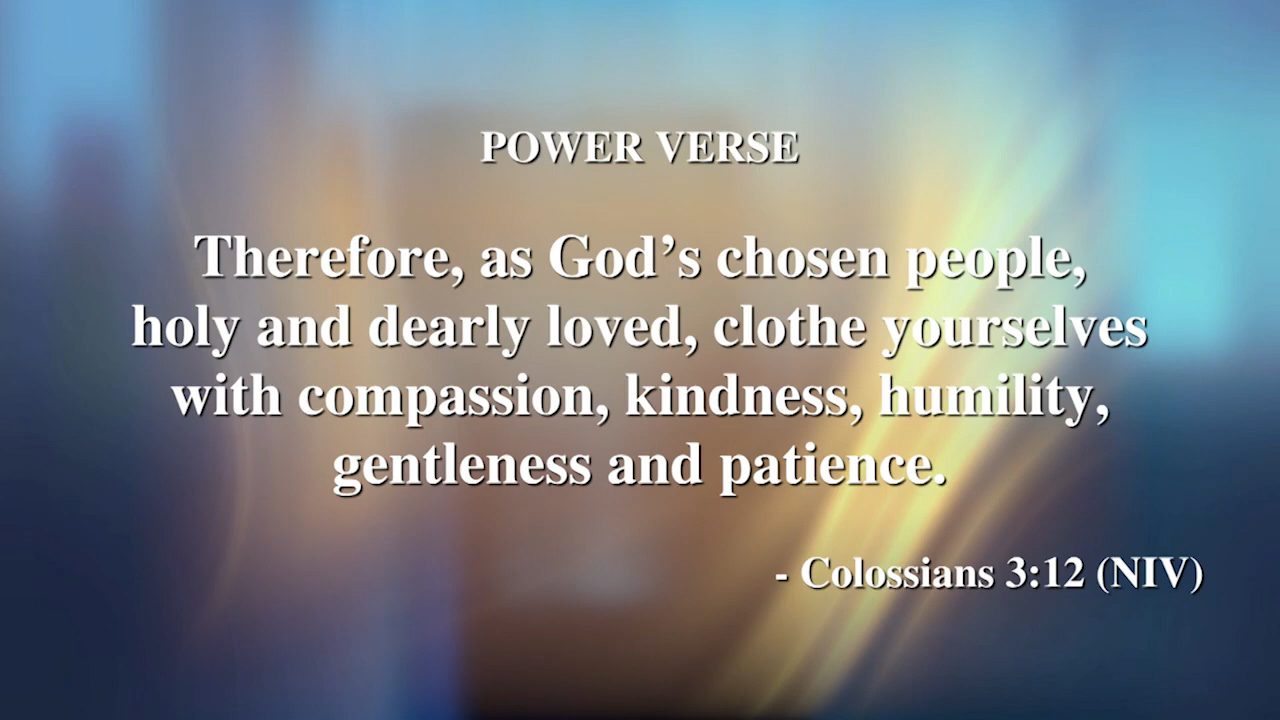 POWER VERSE
Therefore, as God’s chosen people,
holy and dearly loved, clothe yourselves
with compassion, kindness, humility,
gentleness and patience.
- Colossians 3:12 (NIV)